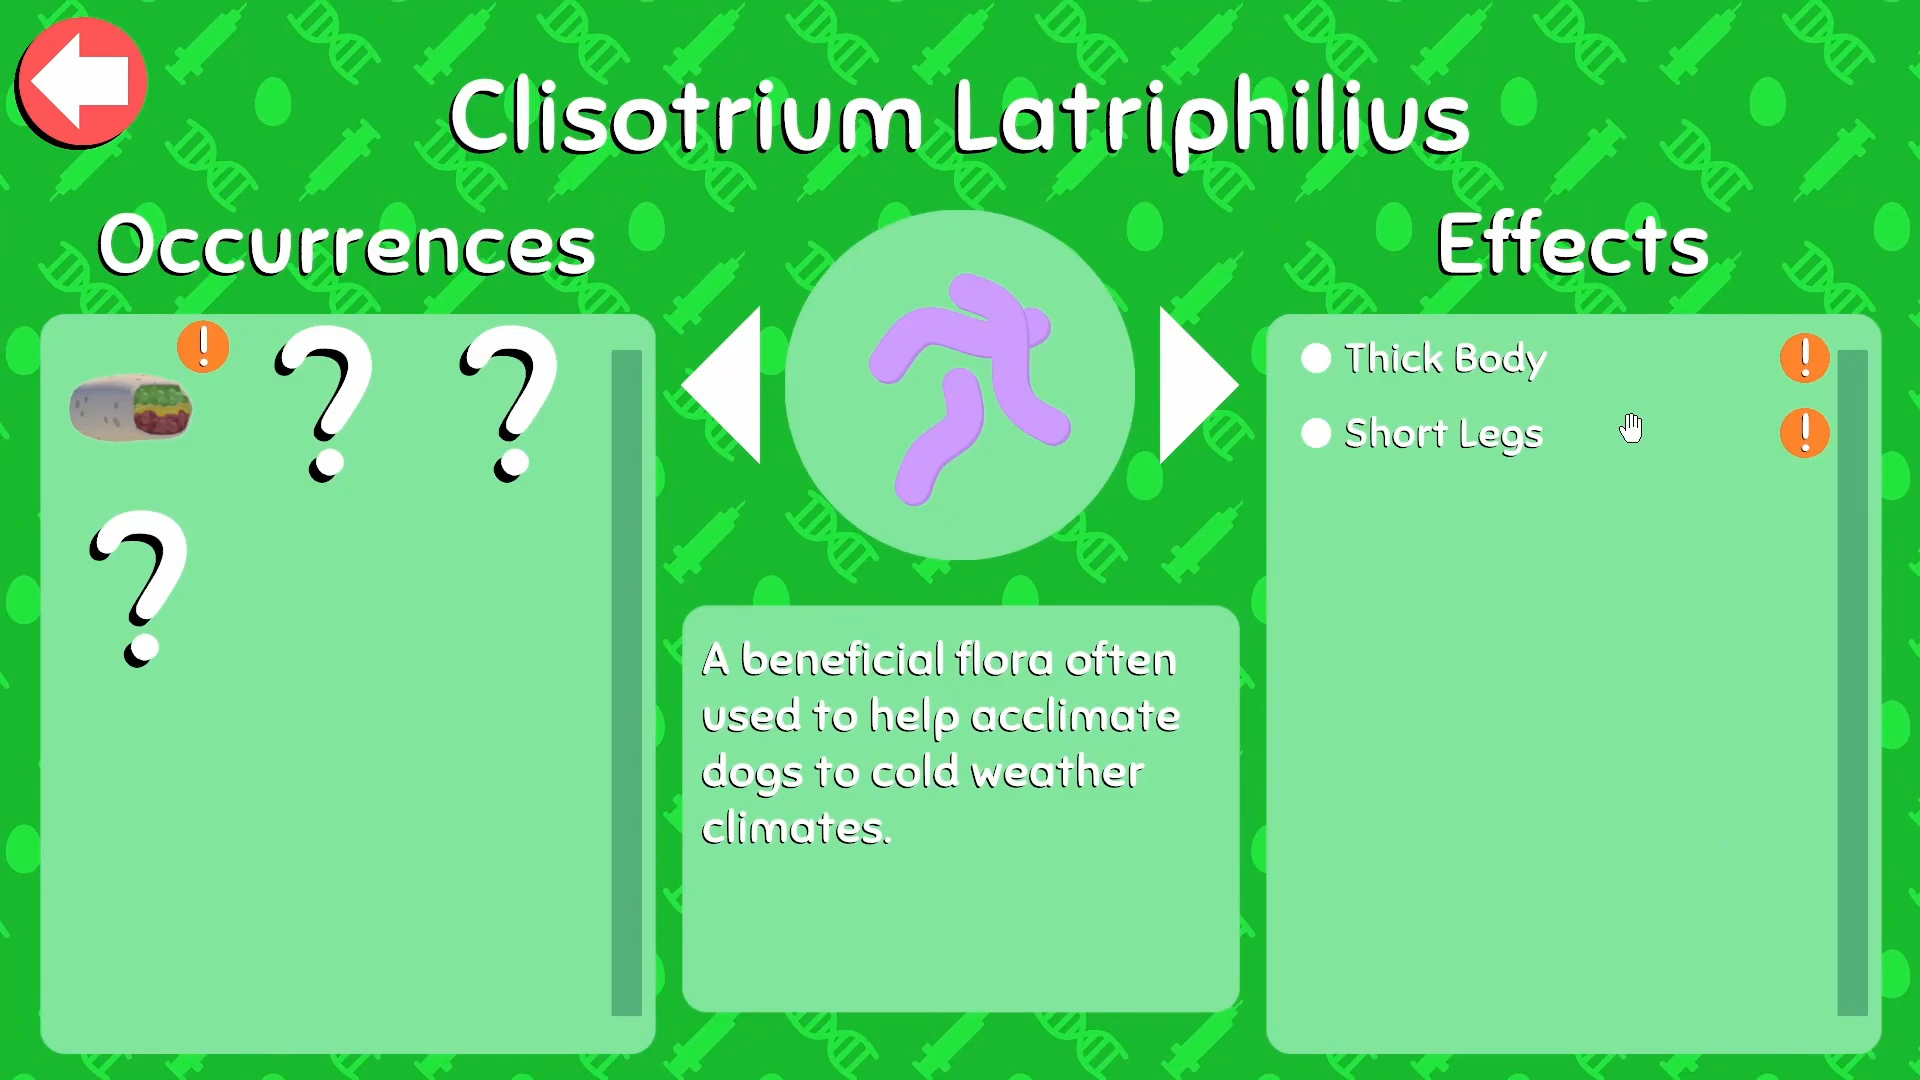 Clisotrium Latriphilius
Occurrences
!
?
?
?
A beneficial flora often
used to help acclimate
dogs to cold weather
climates.
Effects
Thick Body
!
Short Legs
!